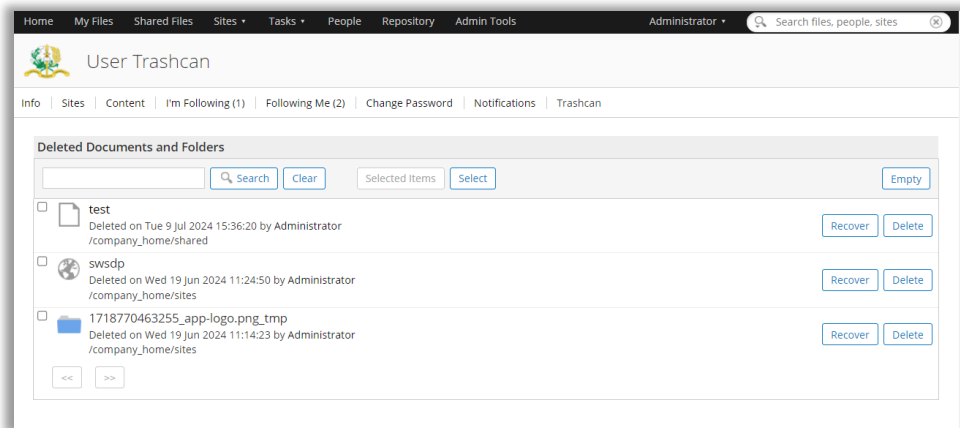 Home My Files Shared Files Sites Tasks People Repository Admin Tools Administrator Search files, people, sites
User Trashcan
Info Sites Content I'm Following (1) Following Me (2) Change Password Notifications Trashcan
Deleted Documents and Folders
Search Clear Selected Items Select Empty
test
Deleted on Tue 9 Jul 2024 15:36:20 by Administrator
/company_home/shared
Recover Delete
swsdp
Deleted on Wed 19 Jun 2024 11:24:50 by Administrator
/company_home/sites
Recover Delete
1718770463255_app-logo.png_tmp
Deleted on Wed 19 Jun 2024 11:14:23 by Administrator
/company_home/sites
Recover Delete
<< >>